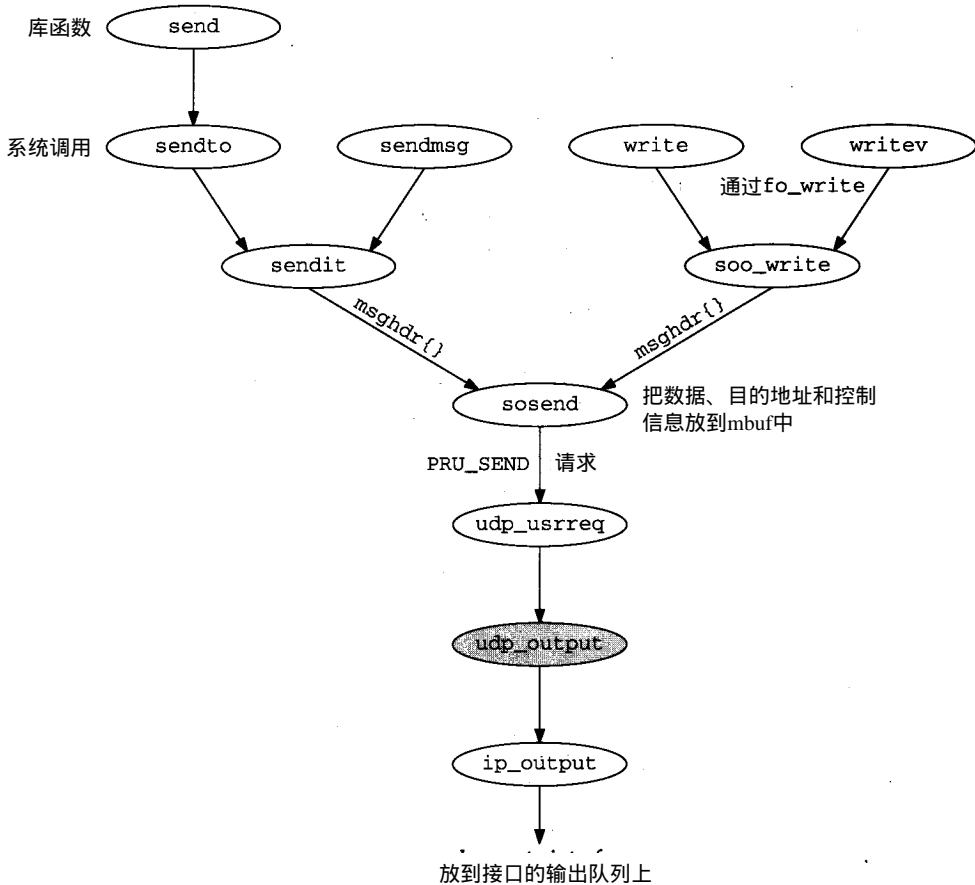 库函数 send
系统调用 sendto sendmsg write writev
通过fo_write
sendit soo_write
msghdr{} msghdr{}
sosend 把数据、目的地址和控制
信息放到mbuf中
PRU_SEND 请求
udp_usrreq
udp_output
ip_output
放到接口的输出队列上